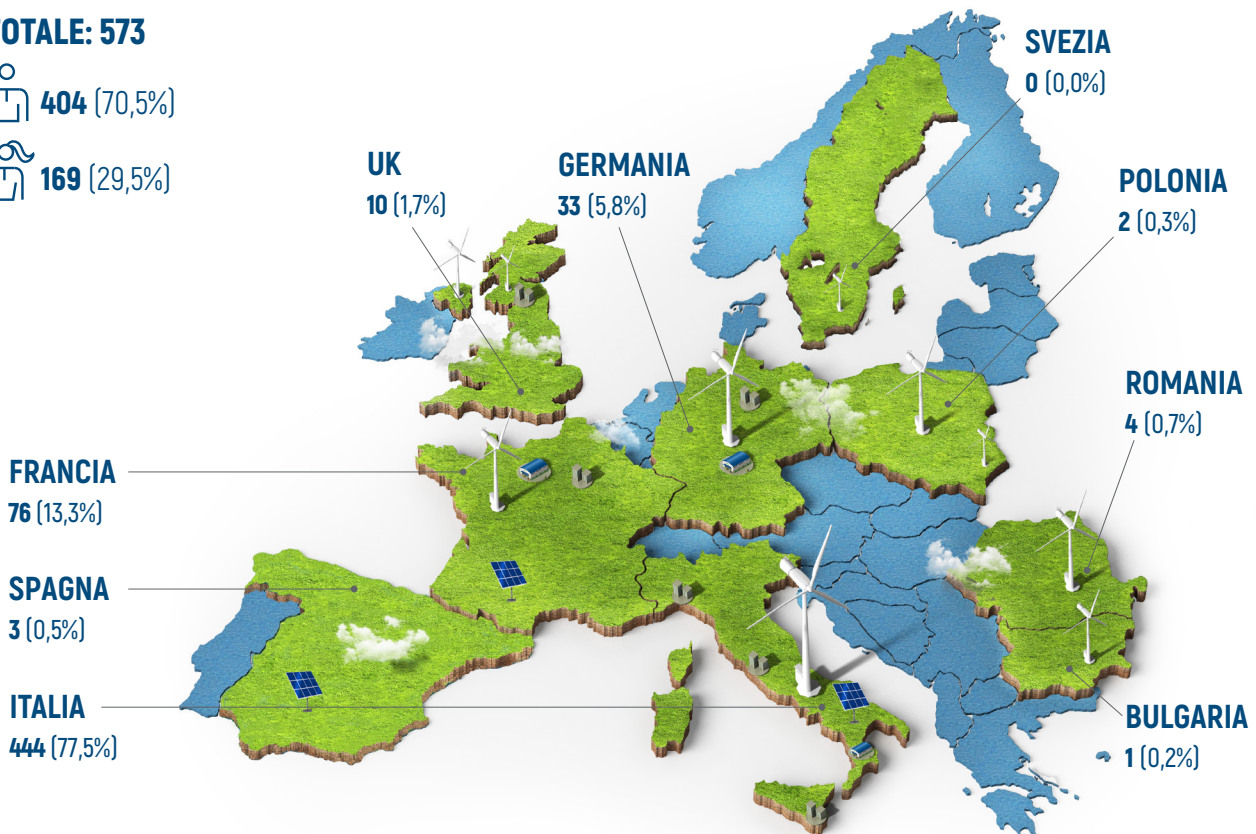 TOTALE: 573
404 (70,5%)
169 (29,5%)
SVEZIA
0 (0,0%)
UK
10 (1,7%)
GERMANIA
33 (5,8%)
POLONIA
2 (0,3%)
ROMANIA
4 (0,7%)
FRANCIA
76 (13,3%)
SPAGNA
3 (0,5%)
ITALIA
444 (77,5%)
BULGARIA
1 (0,2%)